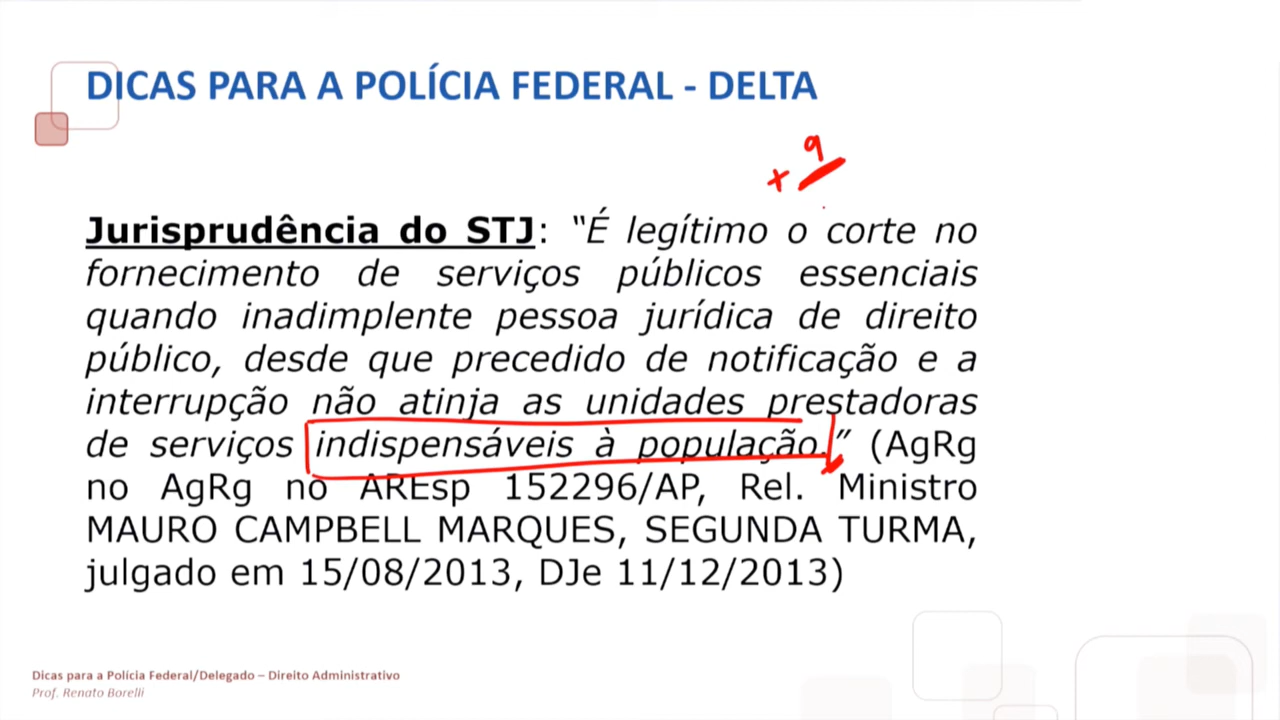 DICAS PARA A POLÍCIA FEDERAL - DELTA
Jurisprudência do STJ: “É legítimo o corte no
fornecimento de serviços públicos essenciais
quando inadimplente pessoa jurídica de direito
público, desde que precedido de notificação e a
interrupção não atinja as unidades prestadoras
de serviços indispensáveis à população.” (AgRg
no AgRg no AREsp 152296/AP, Rel. Ministro
MAURO CAMPBELL MARQUES, SEGUNDA TURMA,
julgado em 15/08/2013, DJe 11/12/2013)
Dicas para a Polícia Federal/Delegado – Direito Administrativo
Prof. Renato Borelli